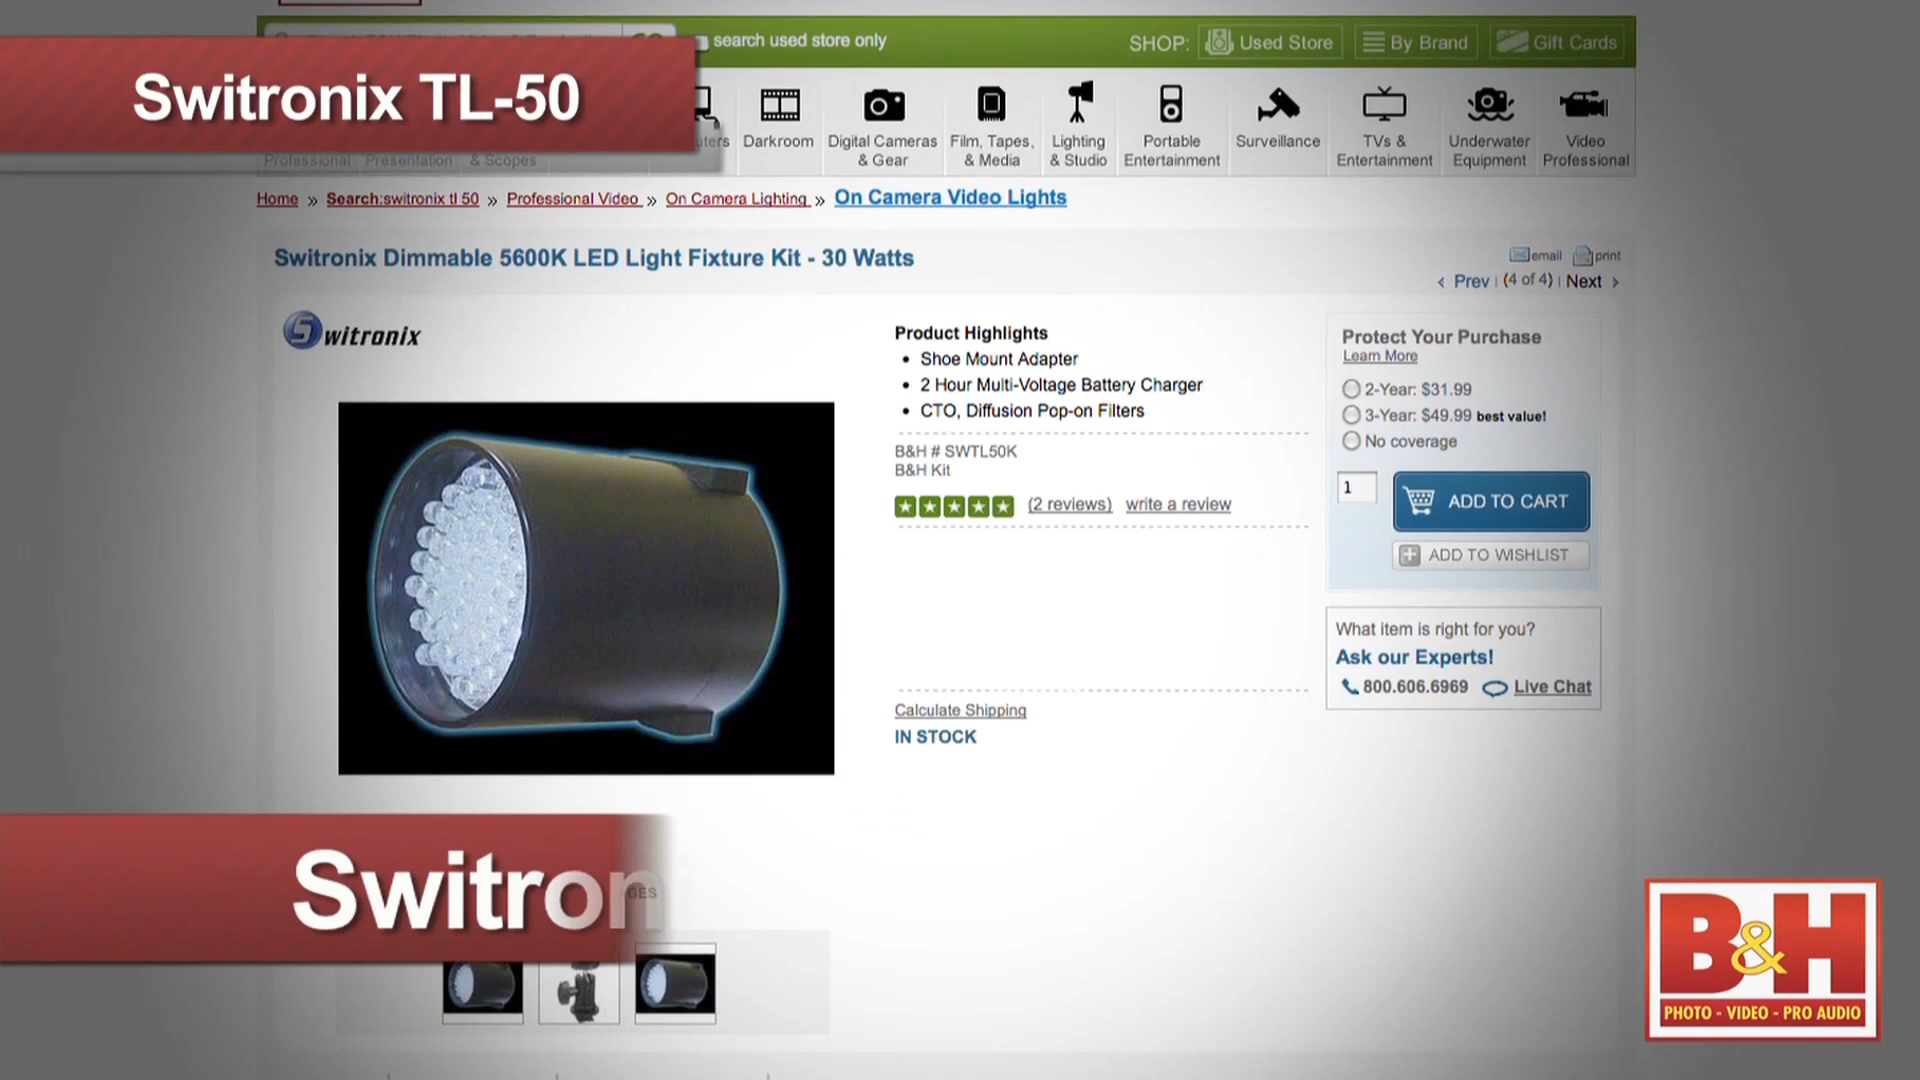 search used store only
SHOP: Used Store By Brand Gift Cards
Switronix TL-50
Professional Presentation & Scopes
Darkroom
Digital Cameras
& Gear
Film, Tapes,
& Media
Lighting
& Studio
Portable
Entertainment
Surveillance
TVs &
Entertainment
Underwater
Equipment
Video
Professional
Home » Search:switronix tl 50 » Professional Video » On Camera Lighting » On Camera Video Lights
Switronix Dimmable 5600K LED Light Fixture Kit - 30 Watts
email print
‹ Prev | (4 of 4) | Next ›
Switronix
Product Highlights
• Shoe Mount Adapter
• 2 Hour Multi-Voltage Battery Charger
• CTO, Diffusion Pop-on Filters
B&H # SWTL50K
B&H Kit
(2 reviews) write a review
Calculate Shipping
IN STOCK
Protect Your Purchase
Learn More
2-Year: $31.99
3-Year: $49.99 best value!
No coverage
1
ADD TO CART
ADD TO WISHLIST
What item is right for you?
Ask our Experts!
800.606.6969 Live Chat
Switron
B&H
PHOTO - VIDEO - PRO AUDIO